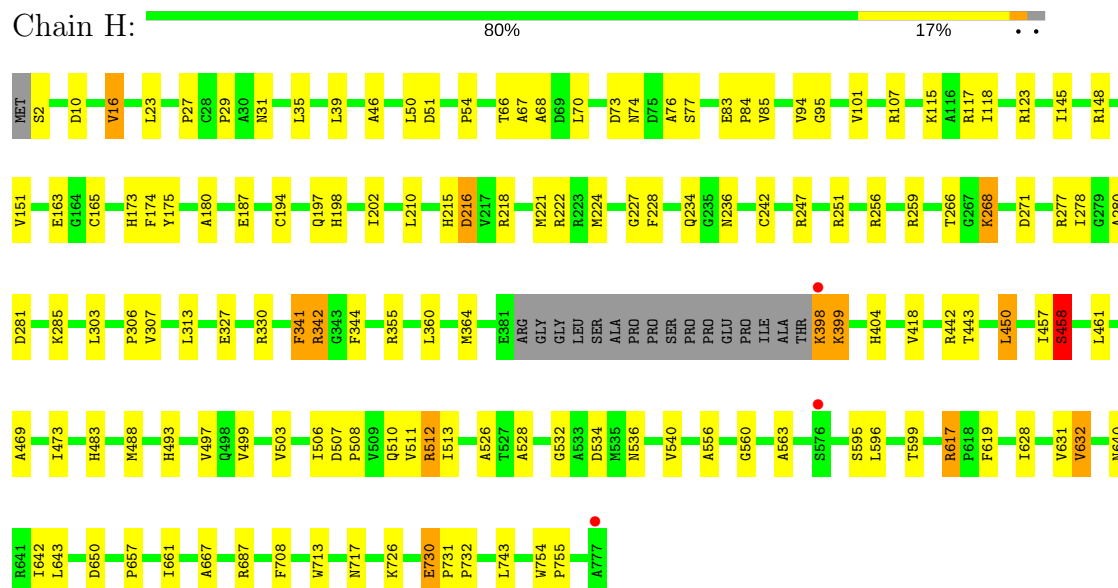 Chain H:
80% 17% • •
MET S2 D10 V16 L23 P27 C28 P29 A30 N31 L35 L39 A46 L50 D51 P54 T66 A67 A68 D69 L70 D73 N74 D75 A76 S77 E83 P84 V85 V94 G95 V101 R107 K115 A116 R117 I118 R123 I145 R148
V151 E163 G164 C165 H173 F174 Y175 A180 E187 C194 Q197 H198 I202 L210 H215 D216 V217 R218 M221 R222 R223 M224 G227 F228 Q234 G235 N236 C242 R247 R251 R256 R259 T266 G267 K268 D271 R277 I278 G279 A280
D281 K285 L303 P306 V307 L313 E327 R330 F341 R342 G343 F344 R355 L360 M364 E381 ARG GLY GLY LEU SER ALA PRO PRO SER PRO PRO GLU PRO ILE ALA THR K398 K399 H404 V418 R442 T443 L450 I457 S458 L461
A469 I473 H483 M488 H493 V497 Q498 V499 V503 I506 D507 P508 V509 Q510 V511 R512 I513 A526 T527 A528 G532 A533 D534 M535 N536 V540 A556 G560 A563 S576 S595 L596 T599 R617 P618 F619 I628 V631 V632 N640
R641 I642 L643 D650 P657 I661 A667 R687 F708 W713 N717 K726 E730 P731 P732 L743 W754 P755 A777